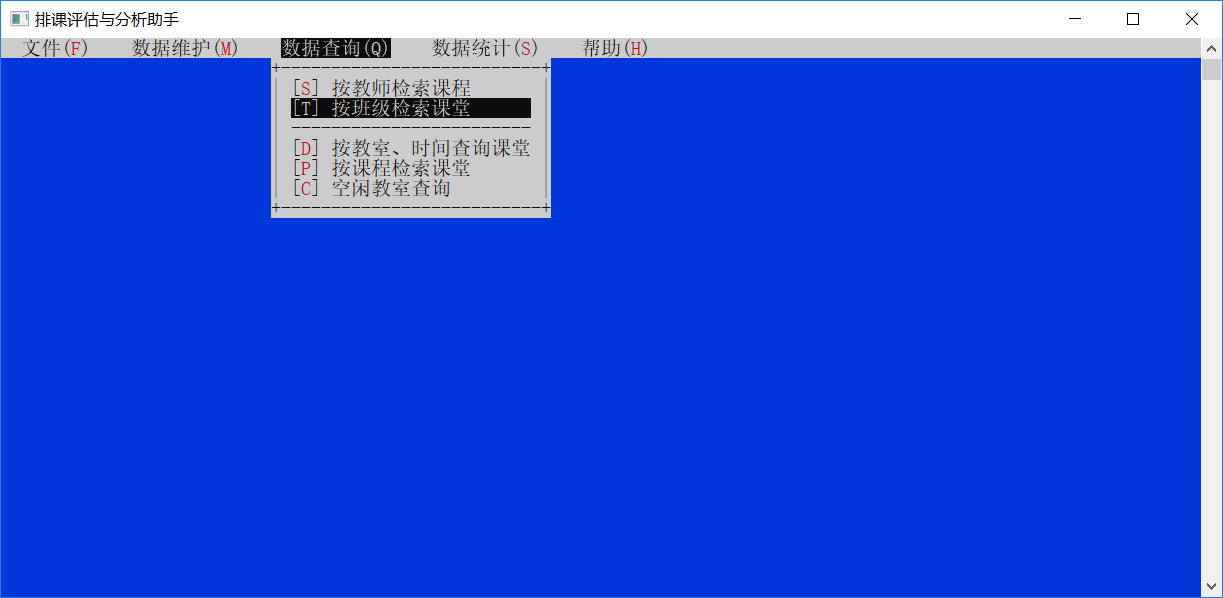 排课评估与分析助手
文件(F) 数据维护(M) 数据查询(Q) 数据统计(S) 帮助(H)
[S] 按教师检索课程
[T] 按班级检索课堂
[D] 按教室、时间查询课堂
[P] 按课程检索课堂
[C] 空闲教室查询